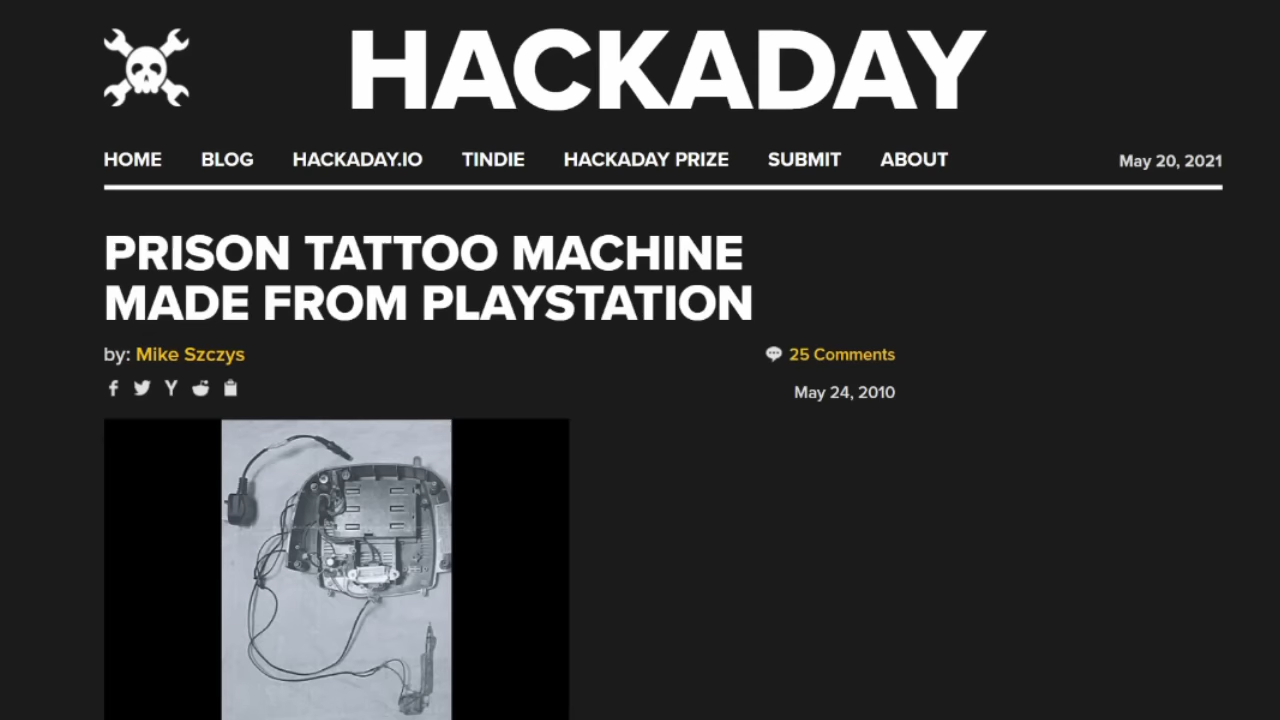 HACKADAY
HOME BLOG HACKADAY.IO TINDIE HACKADAY PRIZE SUBMIT ABOUT May 20, 2021
PRISON TATTOO MACHINE
MADE FROM PLAYSTATION
by: Mike Szczys 25 Comments
May 24, 2010